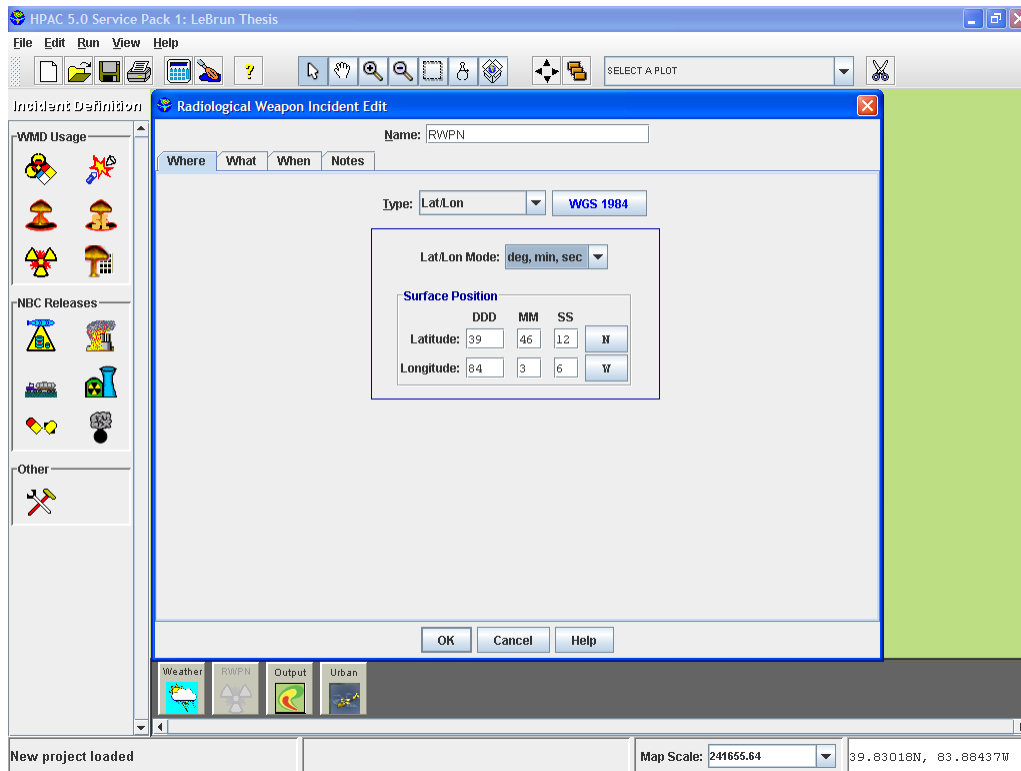 HPAC 5.0 Service Pack 1: LeBrun Thesis
File Edit Run View Help
? SELECT A PLOT
Incident Definition
WMD Usage
NBC Releases
Other
Radiological Weapon Incident Edit
Name: RWPN
Where What When Notes
Type: Lat/Lon WGS 1984
Lat/Lon Mode: deg, min, sec
Surface Position
DDD MM SS
Latitude: 39 46 12 N
Longitude: 84 3 6 W
OK Cancel Help
Weather RWPN Output Urban
New project loaded Map Scale: 241655.64 39.83018N, 83.88437W